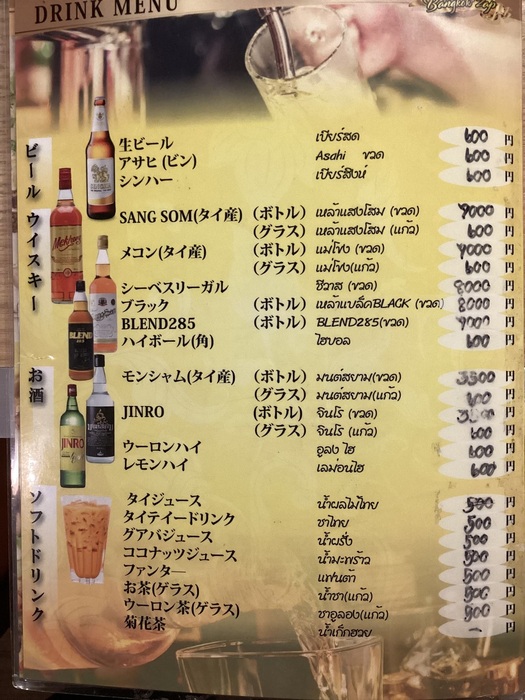 DRINK MENU
Bangkok Zap
ビール
生ビール เบียร์สด 600 円
アサヒ (ビン) Asahi ขวด 600 円
シンハー เบียร์สิงห์ 600 円
ウイスキー
SANG SOM(タイ産) (ボトル) เหล้าแสงโสม (ขวด) 円
(グラス) เหล้าแสงโสม (แก้ว) 600 円
メコン(タイ産) (ボトル) แม่โขง (ขวด) 円
(グラス) แม่โขง(แก้ว) 600 円
シーベスリーガル ชีวาส (ขวด) 8000 円
ブラック (ボトル) เหล้าแบล็คBLACK (ขวด) 8000 円
BLEND285 (ボトル) BLEND285(ขวด) 円
ハイボール(角) ไฮบอล 600 円
お酒
モンシャム(タイ産) (ボトル) มนต์สยาม(ขวด) 3500 円
(グラス) มนต์สยาม(แก้ว) 円
JINRO (ボトル) จินโร (ขวด) 円
(グラス) จินโร (แก้ว) 600 円
ウーロンハイ อูลง ไฮ 600 円
レモンハイ เลม่อนไฮ 600 円
ソフトドリンク
タイジュース น้ำผลไม้ไทย 500 円
タイテイードリンク ชาไทย 500 円
グアバジュース น้ำฝรั่ง 500 円
ココナッツジュース น้ำมะพร้าว 500 円
ファンター แฟนต้า 500 円
お茶(ゲラス) น้ำชา(แก้ว) 円
ウーロン茶(ゲラス) ชาอูลอง(แก้ว) 円
菊花茶 น้ำเก็กฮวย 円
Mekhong
BLEND
JINRO